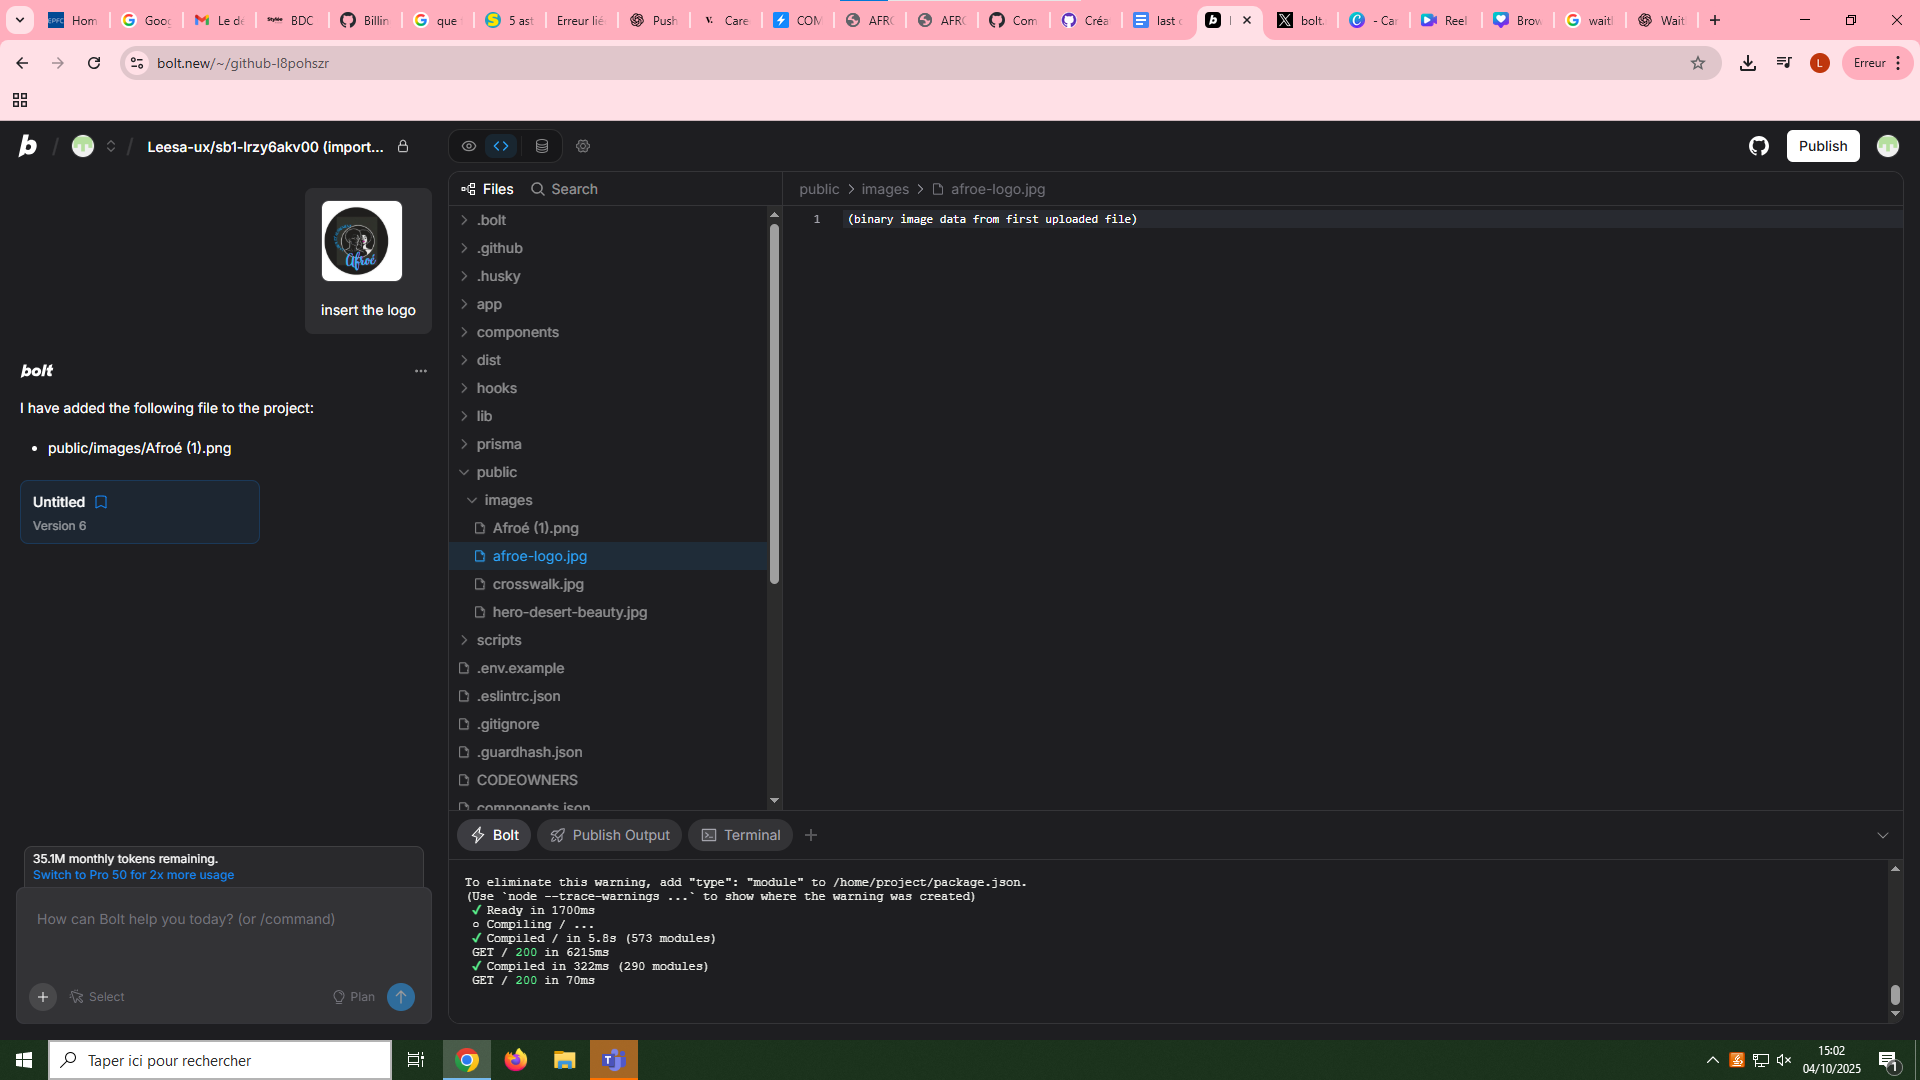 Hom
Goog
Le de
BDC
Billin
que
5 ast
Erreur liée
Push
Care
COM
AFRO
AFRO
Com
Créa
last c
bolt.
- Ca
Reel
Brow
waitl
Wait
bolt.new/~/github-l8pohszr
L
Erreur
b
Leesa-ux/sb1-lrzy6akv00 (import...
Publish
Files
Search
public
images
afroe-logo.jpg
Afroé
insert the logo
bolt
I have added the following file to the project:
• public/images/Afroé (1).png
Untitled
Version 6
35.1M monthly tokens remaining.
Switch to Pro 50 for 2x more usage
How can Bolt help you today? (or /command)
Select
Plan
.bolt
.github
.husky
app
components
dist
hooks
lib
prisma
public
images
Afroé (1).png
afroe-logo.jpg
crosswalk.jpg
hero-desert-beauty.jpg
scripts
.env.example
.eslintrc.json
.gitignore
.guardhash.json
CODEOWNERS
components.json
1 (binary image data from first uploaded file)
Bolt
Publish Output
Terminal
To eliminate this warning, add "type": "module" to /home/project/package.json.
(Use `node --trace-warnings ...` to show where the warning was created)
✓ Ready in 1700ms
○ Compiling / ...
✓ Compiled / in 5.8s (573 modules)
GET / 200 in 6215ms
✓ Compiled in 322ms (290 modules)
GET / 200 in 70ms
Taper ici pour rechercher
15:02
04/10/2025
1